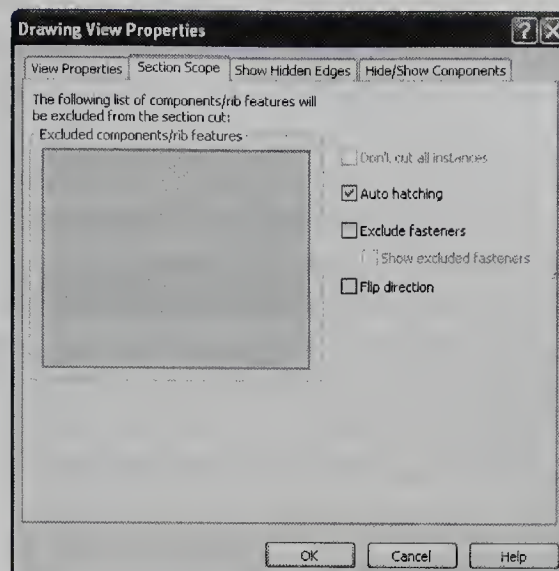 Drawing View Properties
View Properties Section Scope Show Hidden Edges Hide/Show Components
The following list of components/rib features will
be excluded from the section cut:
Excluded components/rib features
Don't cut all instances
Auto hatching
Exclude fasteners
Show excluded fasteners
Flip direction
OK Cancel Help